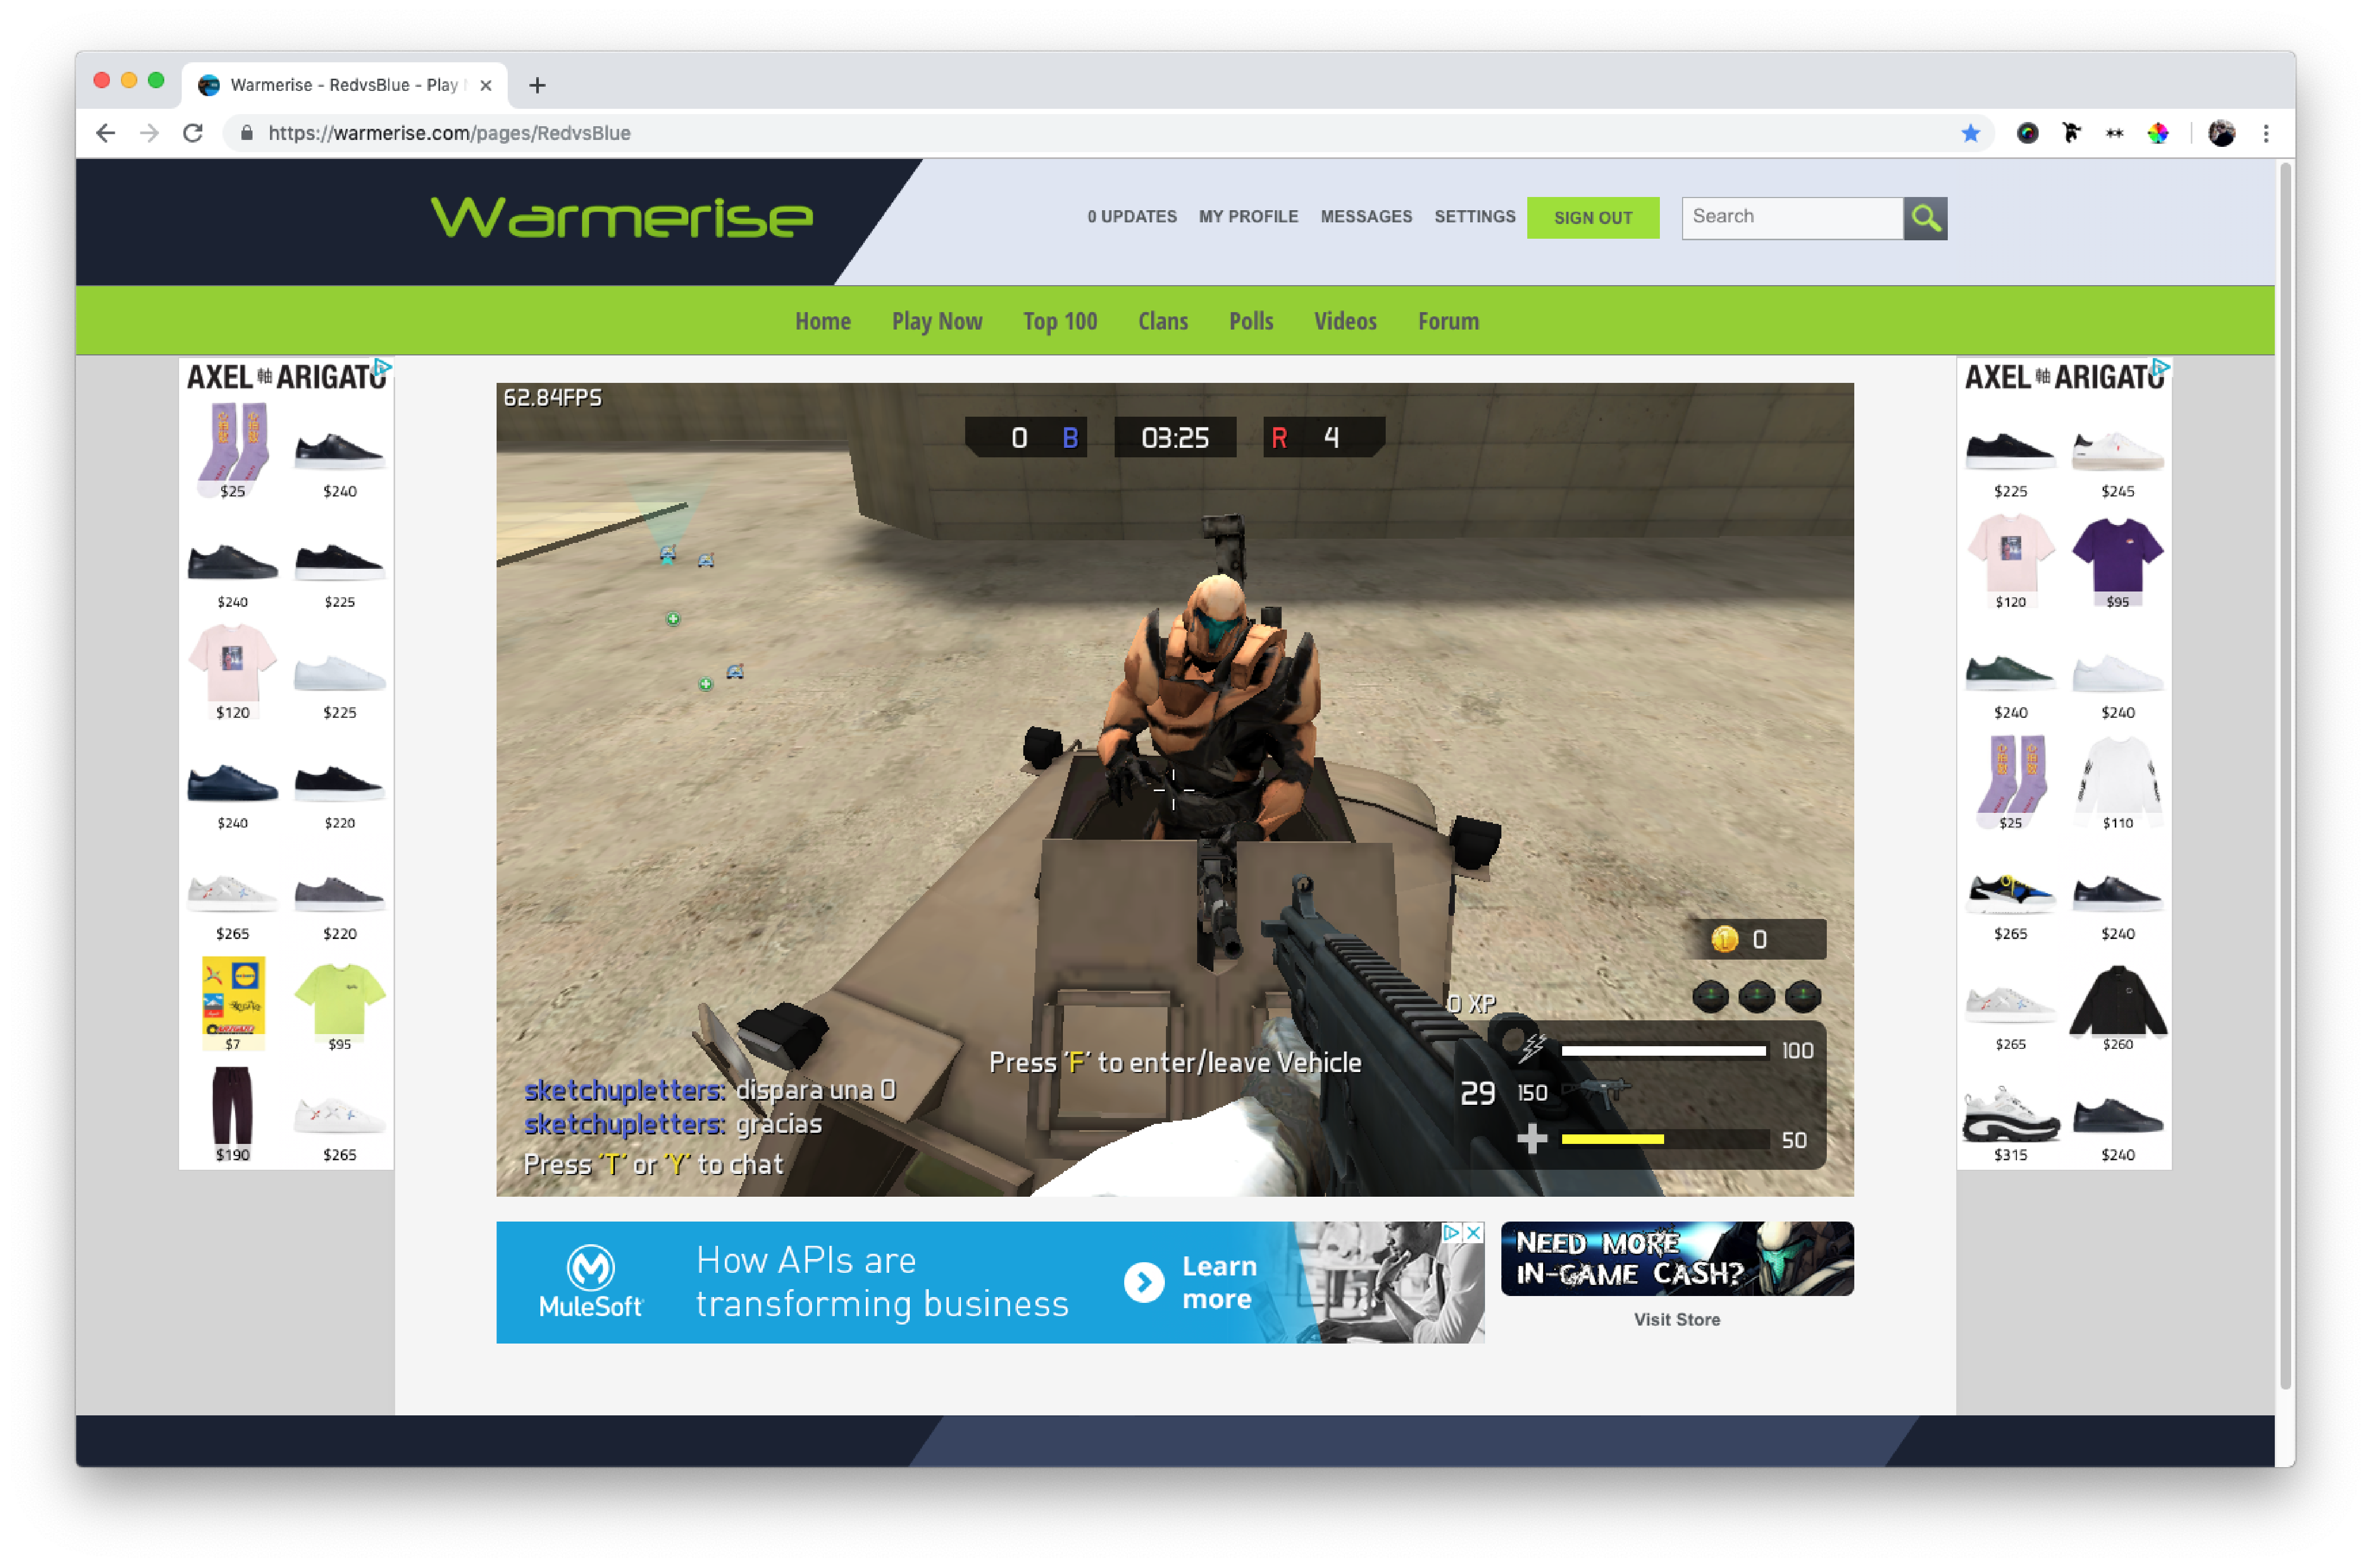 Warmerise - RedvsBlue - Play
https://warmerise.com/pages/RedvsBlue
Warmerise
0 UPDATES MY PROFILE MESSAGES SETTINGS SIGN OUT Search
Home Play Now Top 100 Clans Polls Videos Forum
AXEL 軸 ARIGATO
$25 $240
$240 $225
$120 $225
$240 $220
$265 $220
$7 $95
$190 $265
62.84FPS
0 B 03:25 R 4
0
0 XP
100
29 150
50
Press 'F' to enter/leave Vehicle
sketchupletters: dispara una O
sketchupletters: gracias
Press 'T' or 'Y' to chat
AXEL 軸 ARIGATO
$225 $245
$120 $95
$240 $240
$25 $110
$265 $240
$265 $260
$315 $240
MuleSoft
How APIs are
transforming business
Learn
more
NEED MORE
IN-GAME CASH?
Visit Store